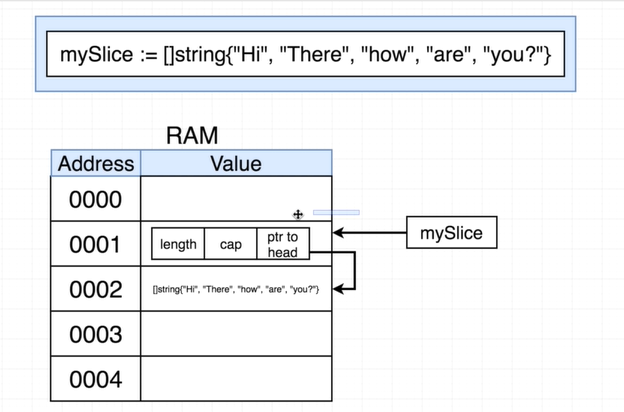 mySlice := []string{"Hi", "There", "how", "are", "you?"}
RAM
Address Value
0000
0001 length cap ptr to head mySlice
0002 []string{"Hi", "There", "how", "are", "you?"}
0003
0004